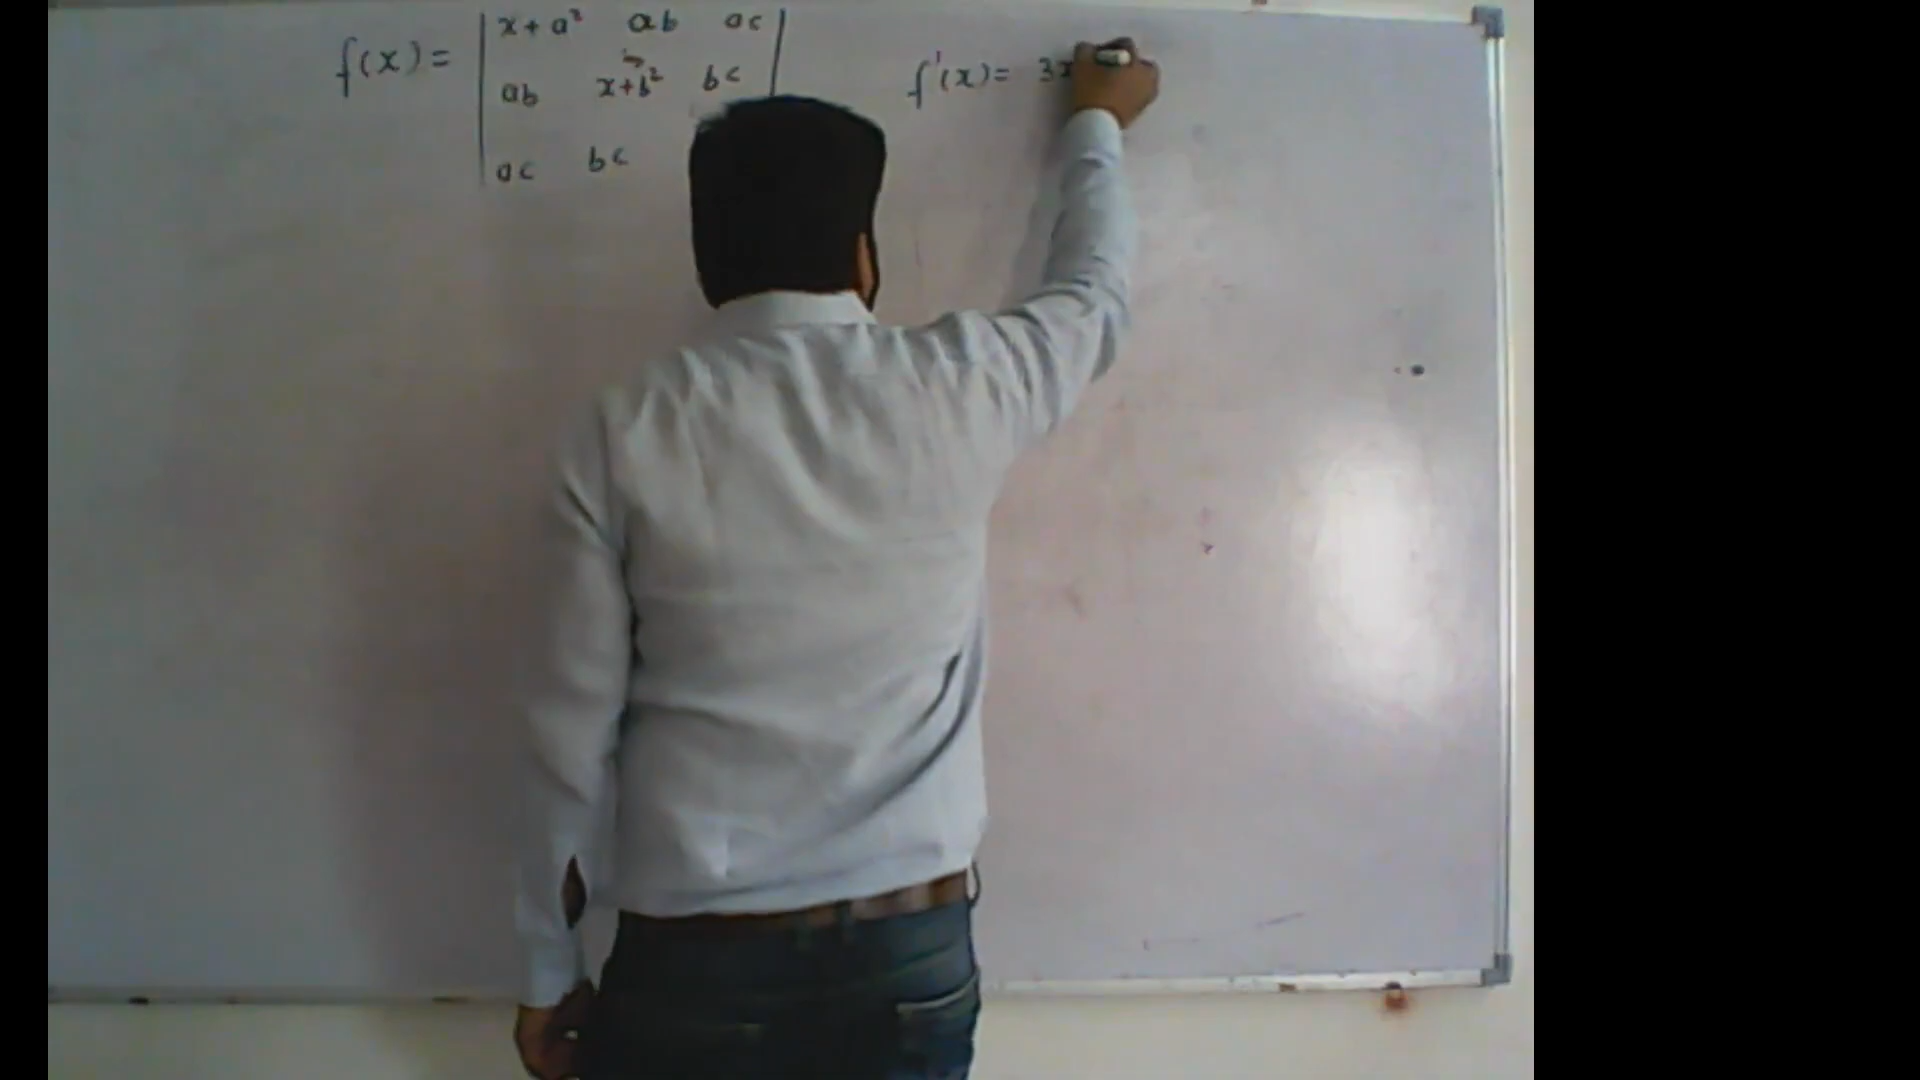 f(x) = | x + a² ab ac |
ab x+b² bc
ac bc
f'(x) = 3x